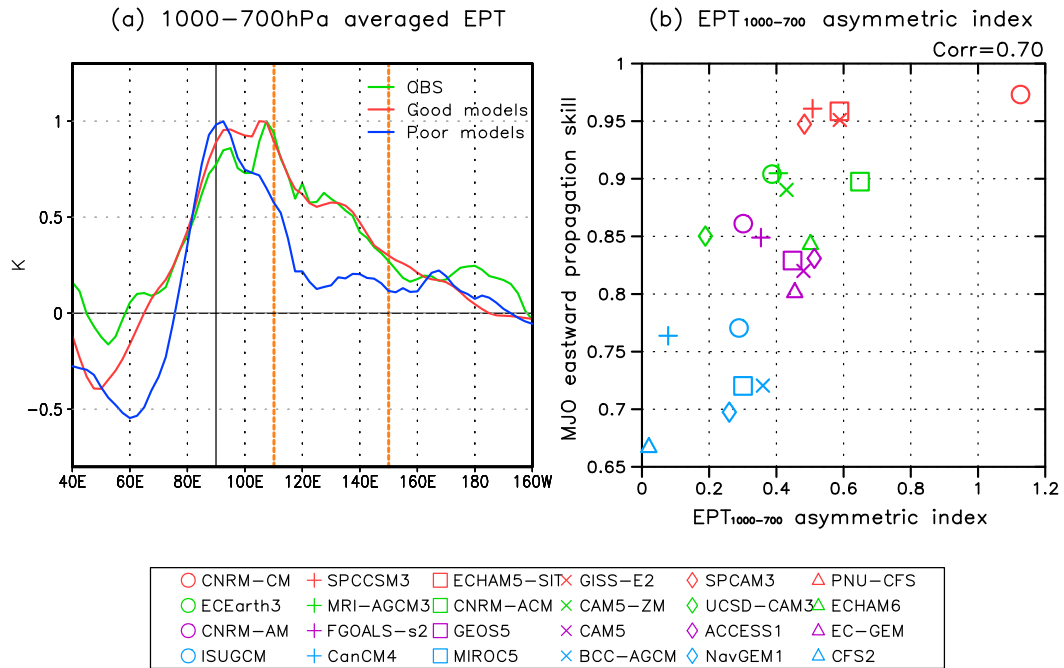 (a) 1000-700hPa averaged EPT
OBS
Good models
Poor models
K
1
0.5
0
-0.5
40E 60E 80E 100E 120E 140E 160E 180 160W
(b) EPT1000-700 asymmetric index
Corr=0.70
MJO eastward propagation skill
0.95
0.9
0.85
0.8
0.75
0.7
0.65
0 0.2 0.4 0.6 0.8 1 1.2
EPT1000-700 asymmetric index
CNRM-CM SPCCSM3 ECHAM5-SIT GISS-E2 SPCAM3 PNU-CFS
ECEarth3 MRI-AGCM3 CNRM-ACM CAM5-ZM UCSD-CAM3 ECHAM6
CNRM-AM FGOALS-s2 GEOS5 CAM5 ACCESS1 EC-GEM
ISUGCM CanCM4 MIROC5 BCC-AGCM NavGEM1 CFS2